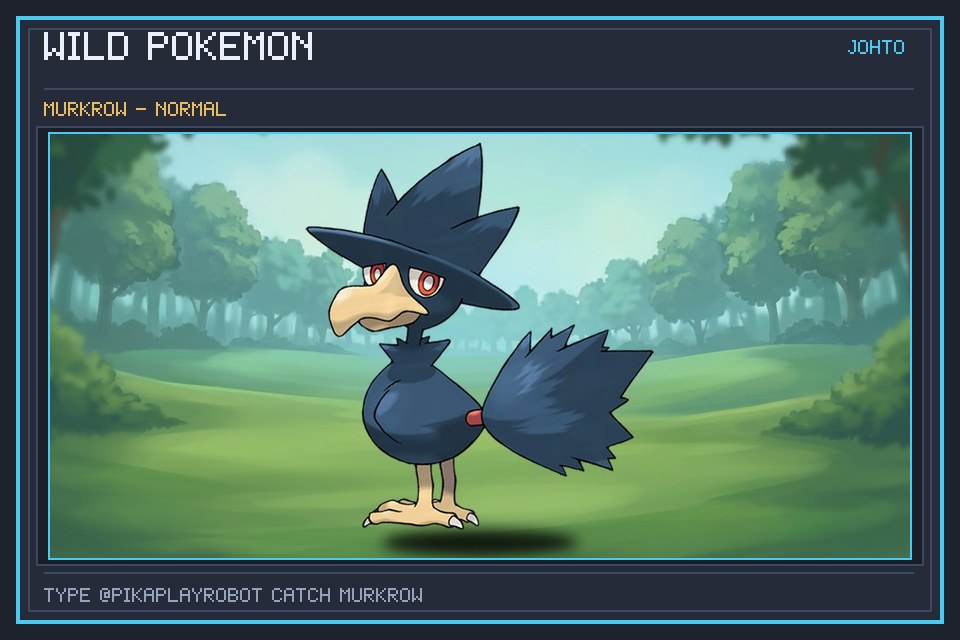 WILD POKEMON
JOHTO
MURKROW - NORMAL
TYPE @PIKAPLAYROBOT CATCH MURKROW